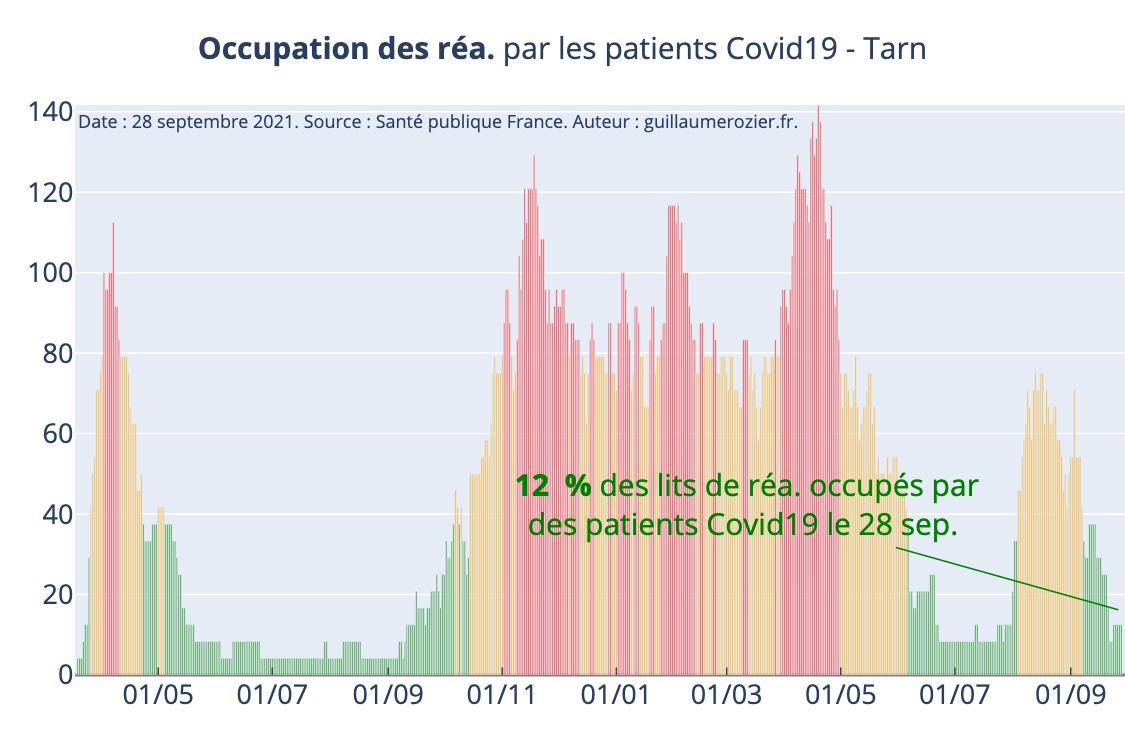 Occupation des réa. par les patients Covid19 - Tarn
140
Date : 28 septembre 2021. Source : Santé publique France. Auteur : guillaumerozier.fr.
120
100
80
60
12 % des lits de réa. occupés par
des patients Covid19 le 28 sep.
40
20
0
01/05 01/07 01/09 01/11 01/01 01/03 01/05 01/07 01/09